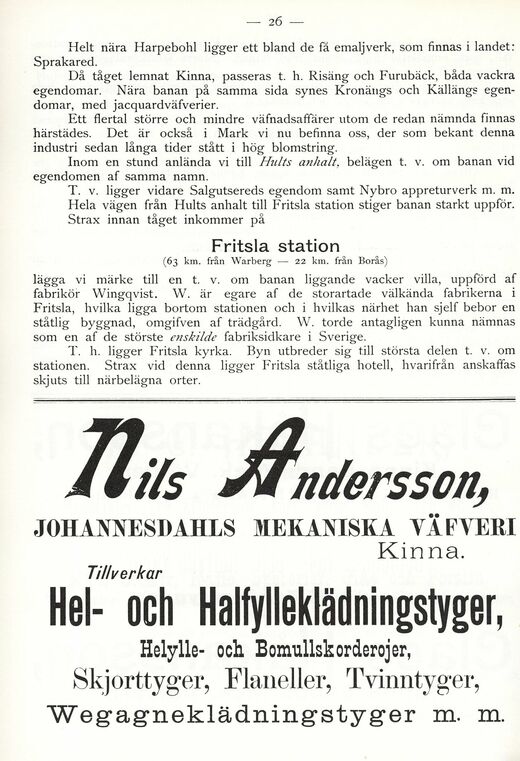 — 26 —
Helt nära Harpebohl ligger ett bland de få emaljverk, som finnas i landet:
Sprakared.
Då tåget lemnat Kinna, passeras t. h. Risäng och Furubäck, båda vackra
egendomar. Nära banan på samma sida synes Kronängs och Källängs egen-
domar, med jacquardväfverier.
Ett flertal större och mindre väfnadsaffärer utom de redan nämnda finnas
härstädes. Det är också i Mark vi nu befinna oss, der som bekant denna
industri sedan långa tider stått i hög blomstring.
Inom en stund anlända vi till Hults anhalt, belägen t. v. om banan vid
egendomen af samma namn.
T. v. ligger vidare Salgutsereds egendom samt Nybro appreturverk m. m.
Hela vägen från Hults anhalt till Fritsla station stiger banan starkt uppför.
Strax innan tåget inkommer på
Fritsla station
(63 km. från Warberg — 22 km. från Borås)
lägga vi märke till en t. v. om banan liggande vacker villa, uppförd af
fabrikör Wingqvist. W. är egare af de storartade välkända fabrikerna i
Fritsla, hvilka ligga bortom stationen och i hvilkas närhet han sjelf bebor en
ståtlig byggnad, omgifven af trädgård. W. torde antagligen kunna nämnas
som en af de störste enskilde fabriksidkare i Sverige.
T. h. ligger Fritsla kyrka. Byn utbreder sig till största delen t. v. om
stationen. Strax vid denna ligger Fritsla ståtliga hotell, hvarifrån anskaffas
skjuts till närbelägna orter.
Nils Andersson,
JOHANNESDAHLS MEKANISKA VÄFVERI
Kinna.
Tillverkar
Hel- och Halfylleklädningstyger,
Helylle- och Bomullskorderojer,
Skjorttyger, Flaneller, Tvinntyger,
Wegagneklädningstyger m. m.